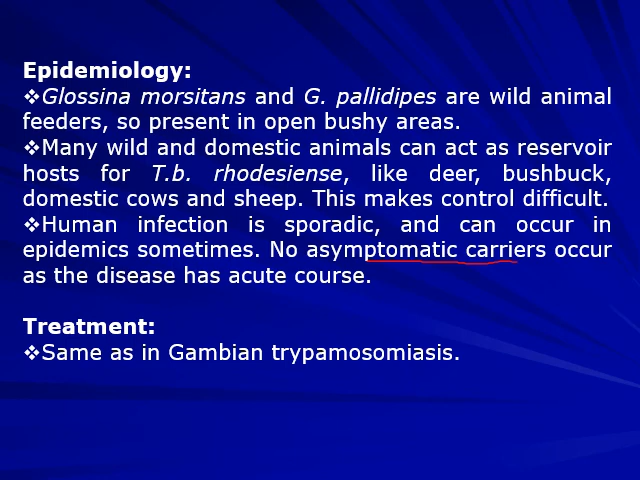 Epidemiology:
❖Glossina morsitans and G. pallidipes are wild animal
feeders, so present in open bushy areas.
❖Many wild and domestic animals can act as reservoir
hosts for T.b. rhodesiense, like deer, bushbuck,
domestic cows and sheep. This makes control difficult.
❖Human infection is sporadic, and can occur in
epidemics sometimes. No asymptomatic carriers occur
as the disease has acute course.
Treatment:
❖Same as in Gambian trypamosomiasis.